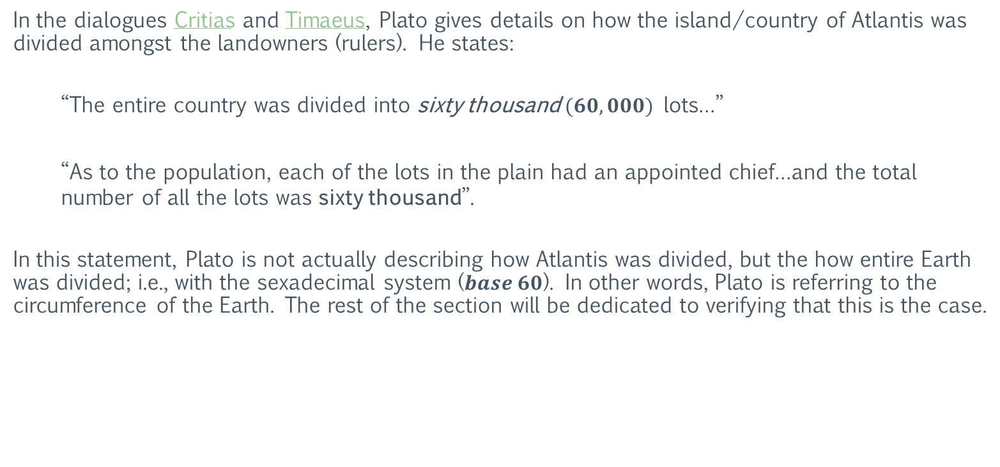 In the dialogues Critias and Timaeus, Plato gives details on how the island/country of Atlantis was
divided amongst the landowners (rulers). He states:
“The entire country was divided into sixty thousand (60,000) lots…”
“As to the population, each of the lots in the plain had an appointed chief…and the total
number of all the lots was sixty thousand”.
In this statement, Plato is not actually describing how Atlantis was divided, but the how entire Earth
was divided; i.e., with the sexadecimal system (base 60). In other words, Plato is referring to the
circumference of the Earth. The rest of the section will be dedicated to verifying that this is the case.